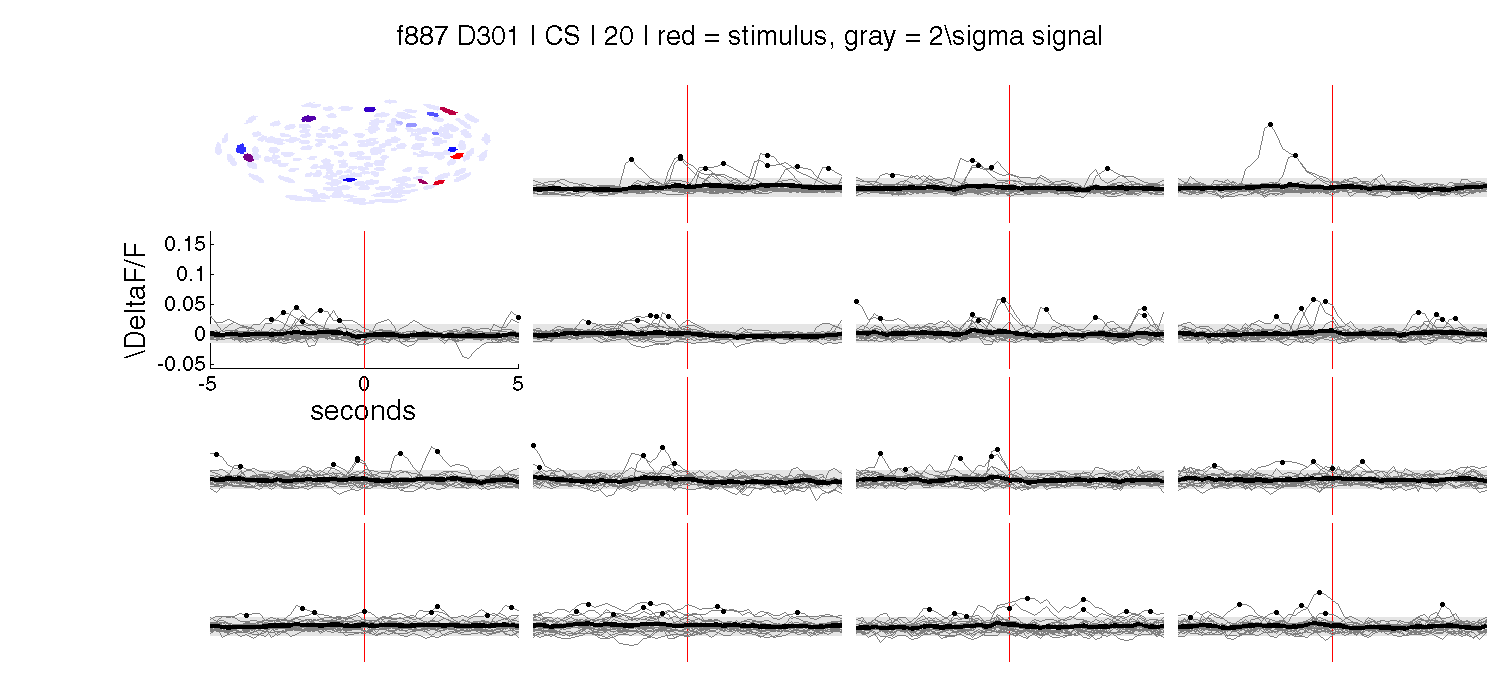 f887 D301 | CS | 20 | red = stimulus, gray = 2\sigma signal
\DeltaF/F
0.15
0.1
0.05
0
-0.05
-5 0 5
seconds